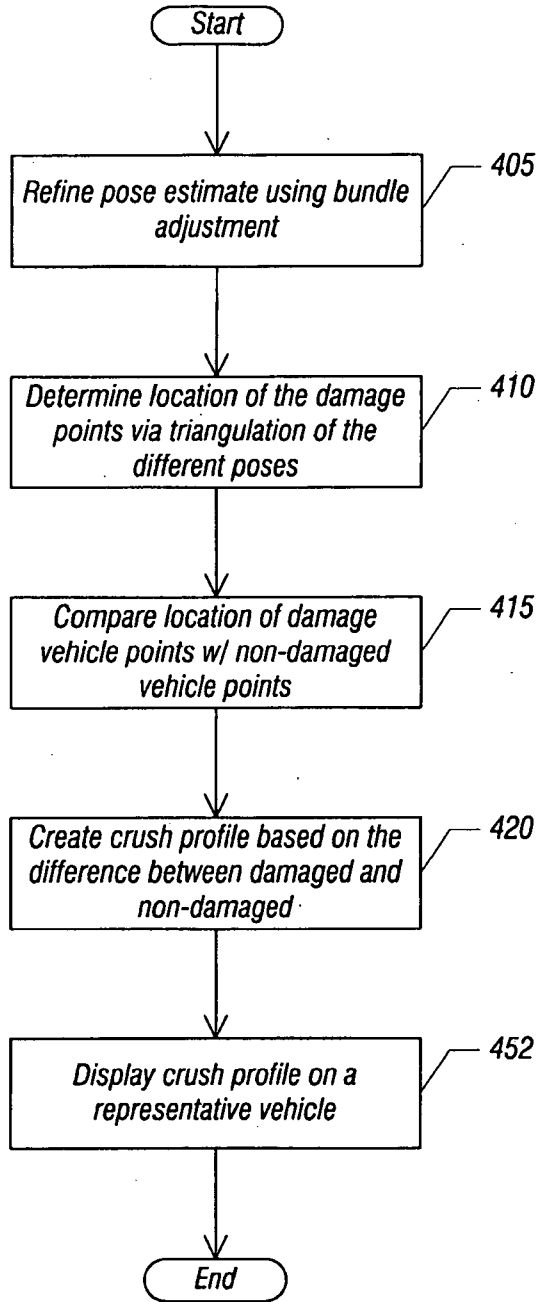 Start
Refine pose estimate using bundle
adjustment
405
Determine location of the damage
points via triangulation of the
different poses
410
Compare location of damage
vehicle points w/ non-damaged
vehicle points
415
Create crush profile based on the
difference between damaged and
non-damaged
420
Display crush profile on a
representative vehicle
452
End